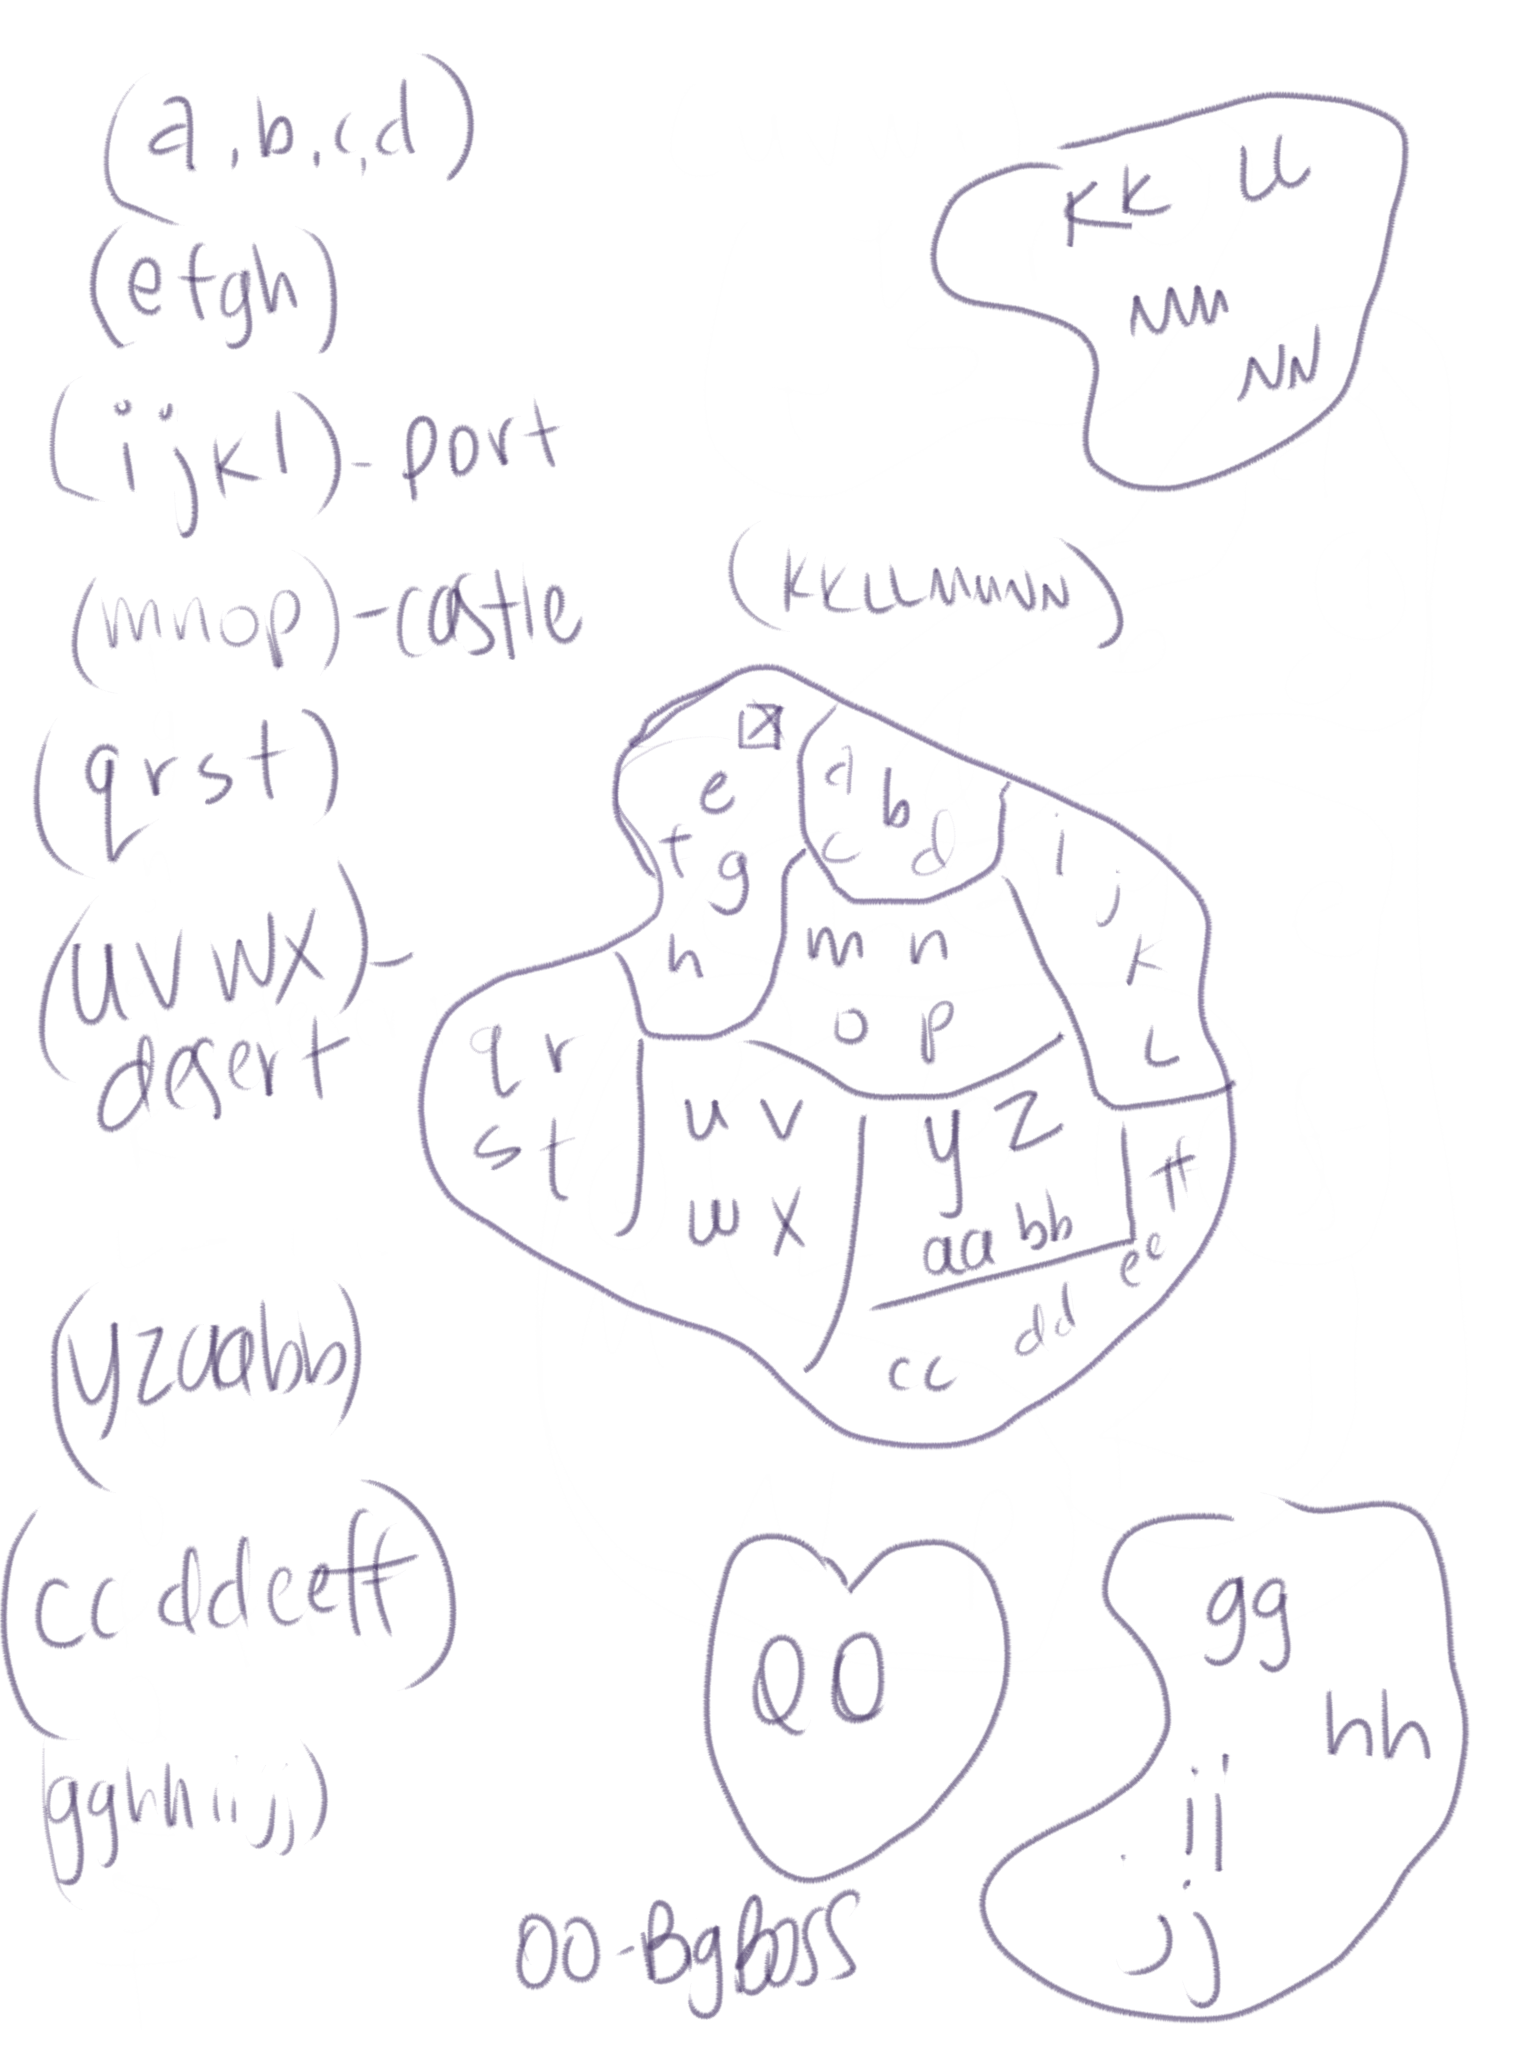 (a,b,c,d)
(efgh)
(ijkl)-port
(mnop)-castle
(qrst)
(uvwx)-
desert
(yzaabb)
(ccddeeff)
gghhiijj)
kk LL
MM
NN
(KKLLMMNN)
e
f g
h
a b
c d
i
j
k
L
m n
o p
q r
s t
u v
w x
y z
aa bb
ff
ee
dd
cc
OO
OO-BgBoss
gg
hh
ii
jj